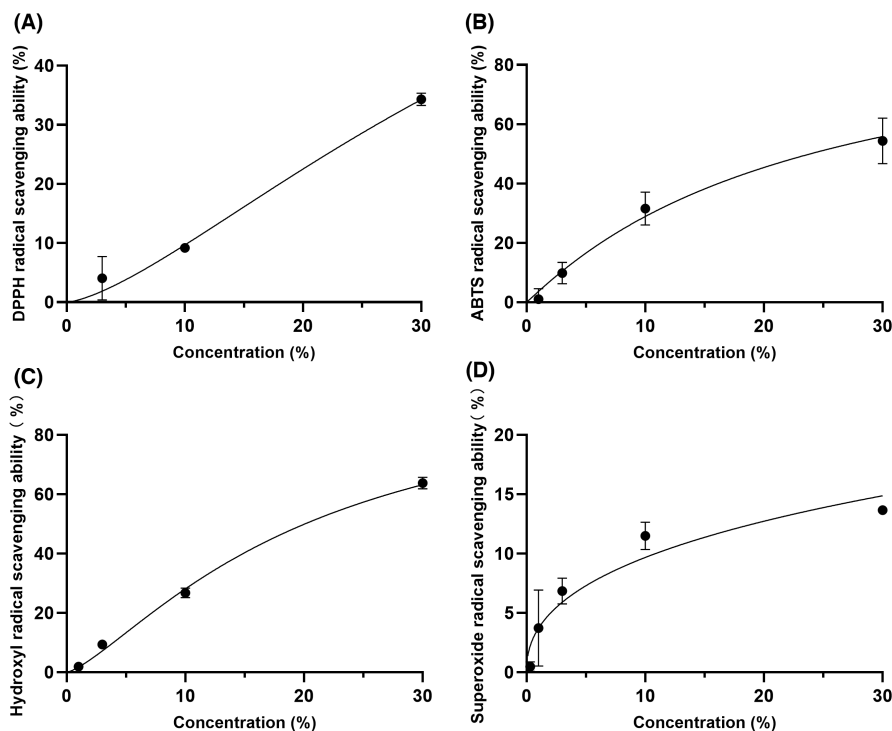 (A)
DPPH radical scavenging ability (%)
40
30
20
10
0
0 10 20 30
Concentration (%)
(B)
ABTS radical scavenging ability (%)
80
60
40
20
0
0 10 20 30
Concentration (%)
(C)
Hydroxyl radical scavenging ability（ %）
80
60
40
20
0
0 10 20 30
Concentration (%)
(D)
Superoxide radical scavenging ability（ %）
20
15
10
5
0
0 10 20 30
Concentration (%)